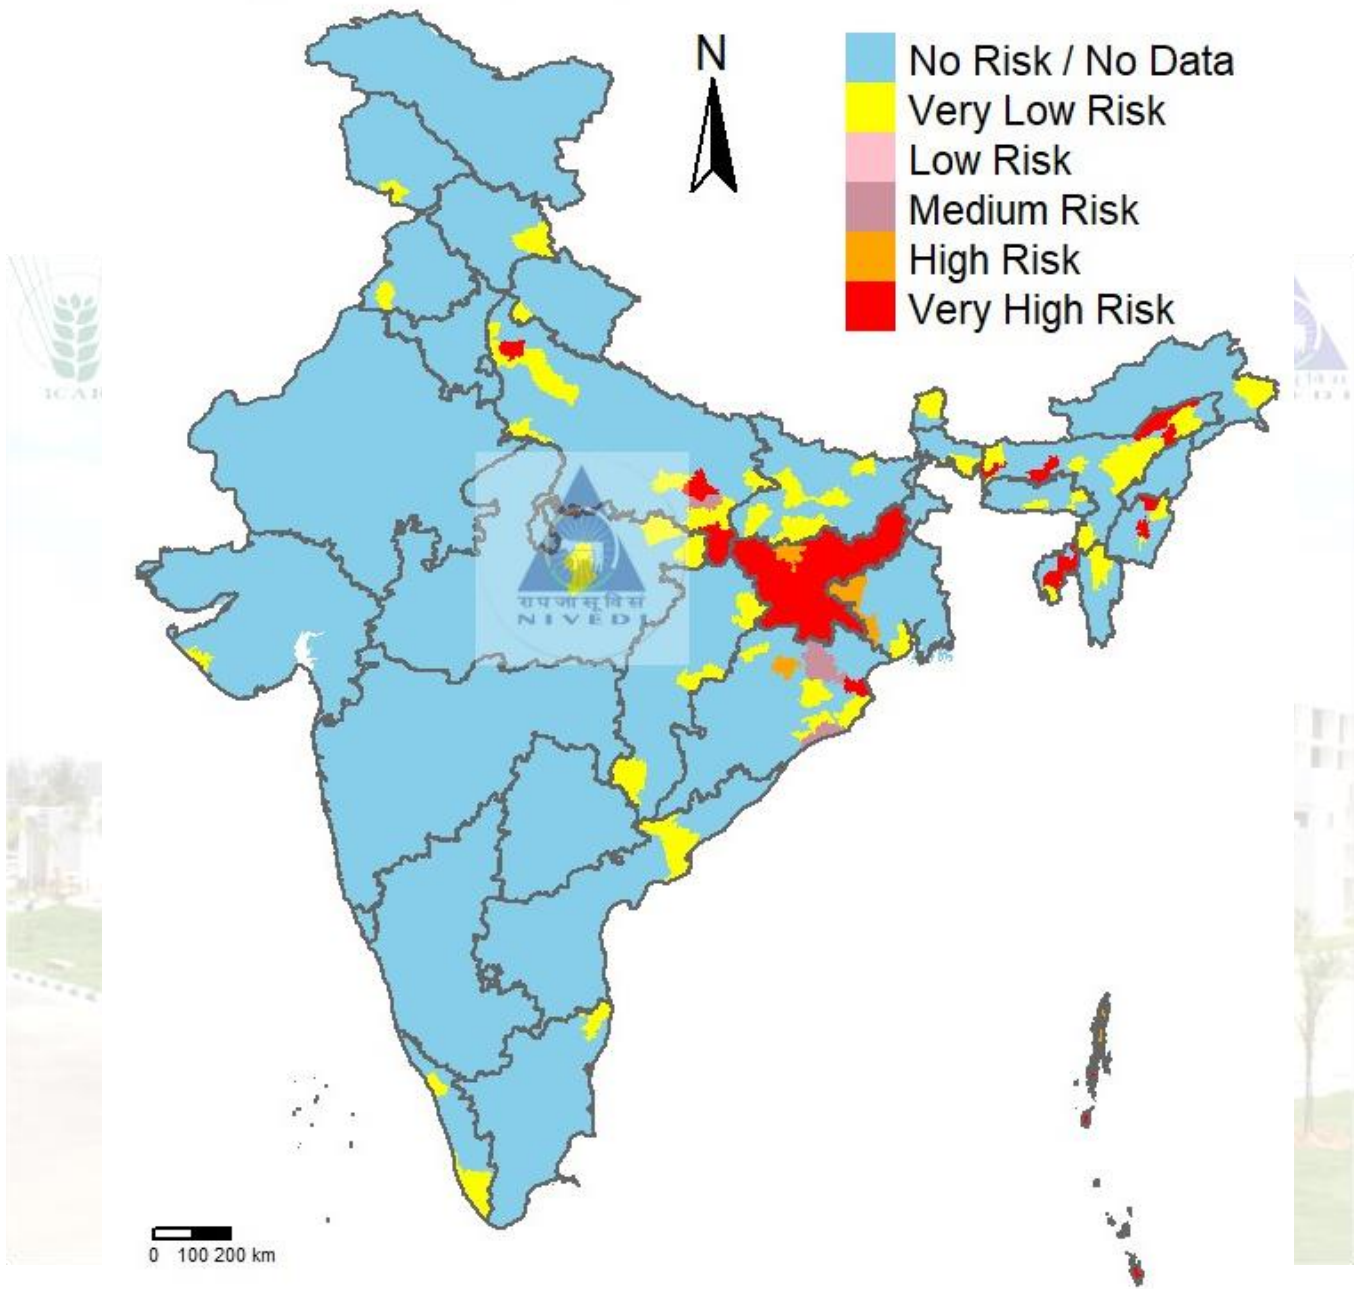 N
No Risk / No Data
Very Low Risk
Low Risk
Medium Risk
High Risk
Very High Risk
रापजासूविसं
NIVEDI
0 100 200 km